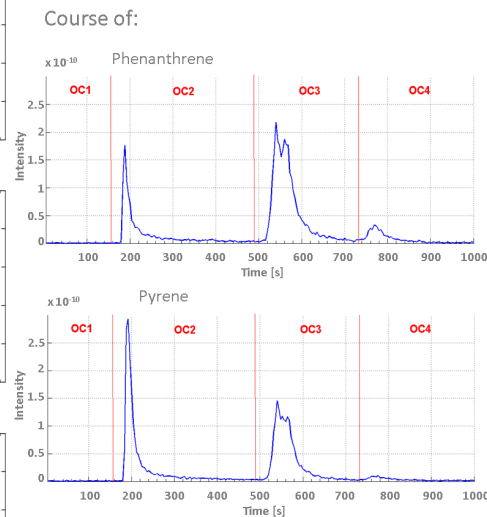 Course of:
Phenanthrene
x 10-10
OC1 OC2 OC3 OC4
2.5
2
1.5
1
0.5
0
Intensity
100 200 300 400 500 600 700 800 900 1000
Time [s]
Pyrene
x 10-10
OC1 OC2 OC3 OC4
2.5
2
1.5
1
0.5
0
Intensity
100 200 300 400 500 600 700 800 900 1000
Time [s]